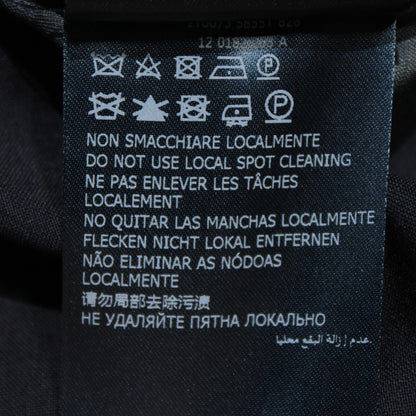 NON SMACCHIARE LOCALMENTE
DO NOT USE LOCAL SPOT CLEANING
NE PAS ENLEVER LES TÂCHES
LOCALEMENT
NO QUITAR LAS MANCHAS LOCALMENTE
FLECKEN NICHT LOKAL ENTFERNEN
NÃO ELIMINAR AS NÓDOAS
LOCALMENTE
请勿局部去除污渍
НЕ УДАЛЯЙТЕ ПЯТНА ЛОКАЛЬНО
عدم إزالة البقع محليا.